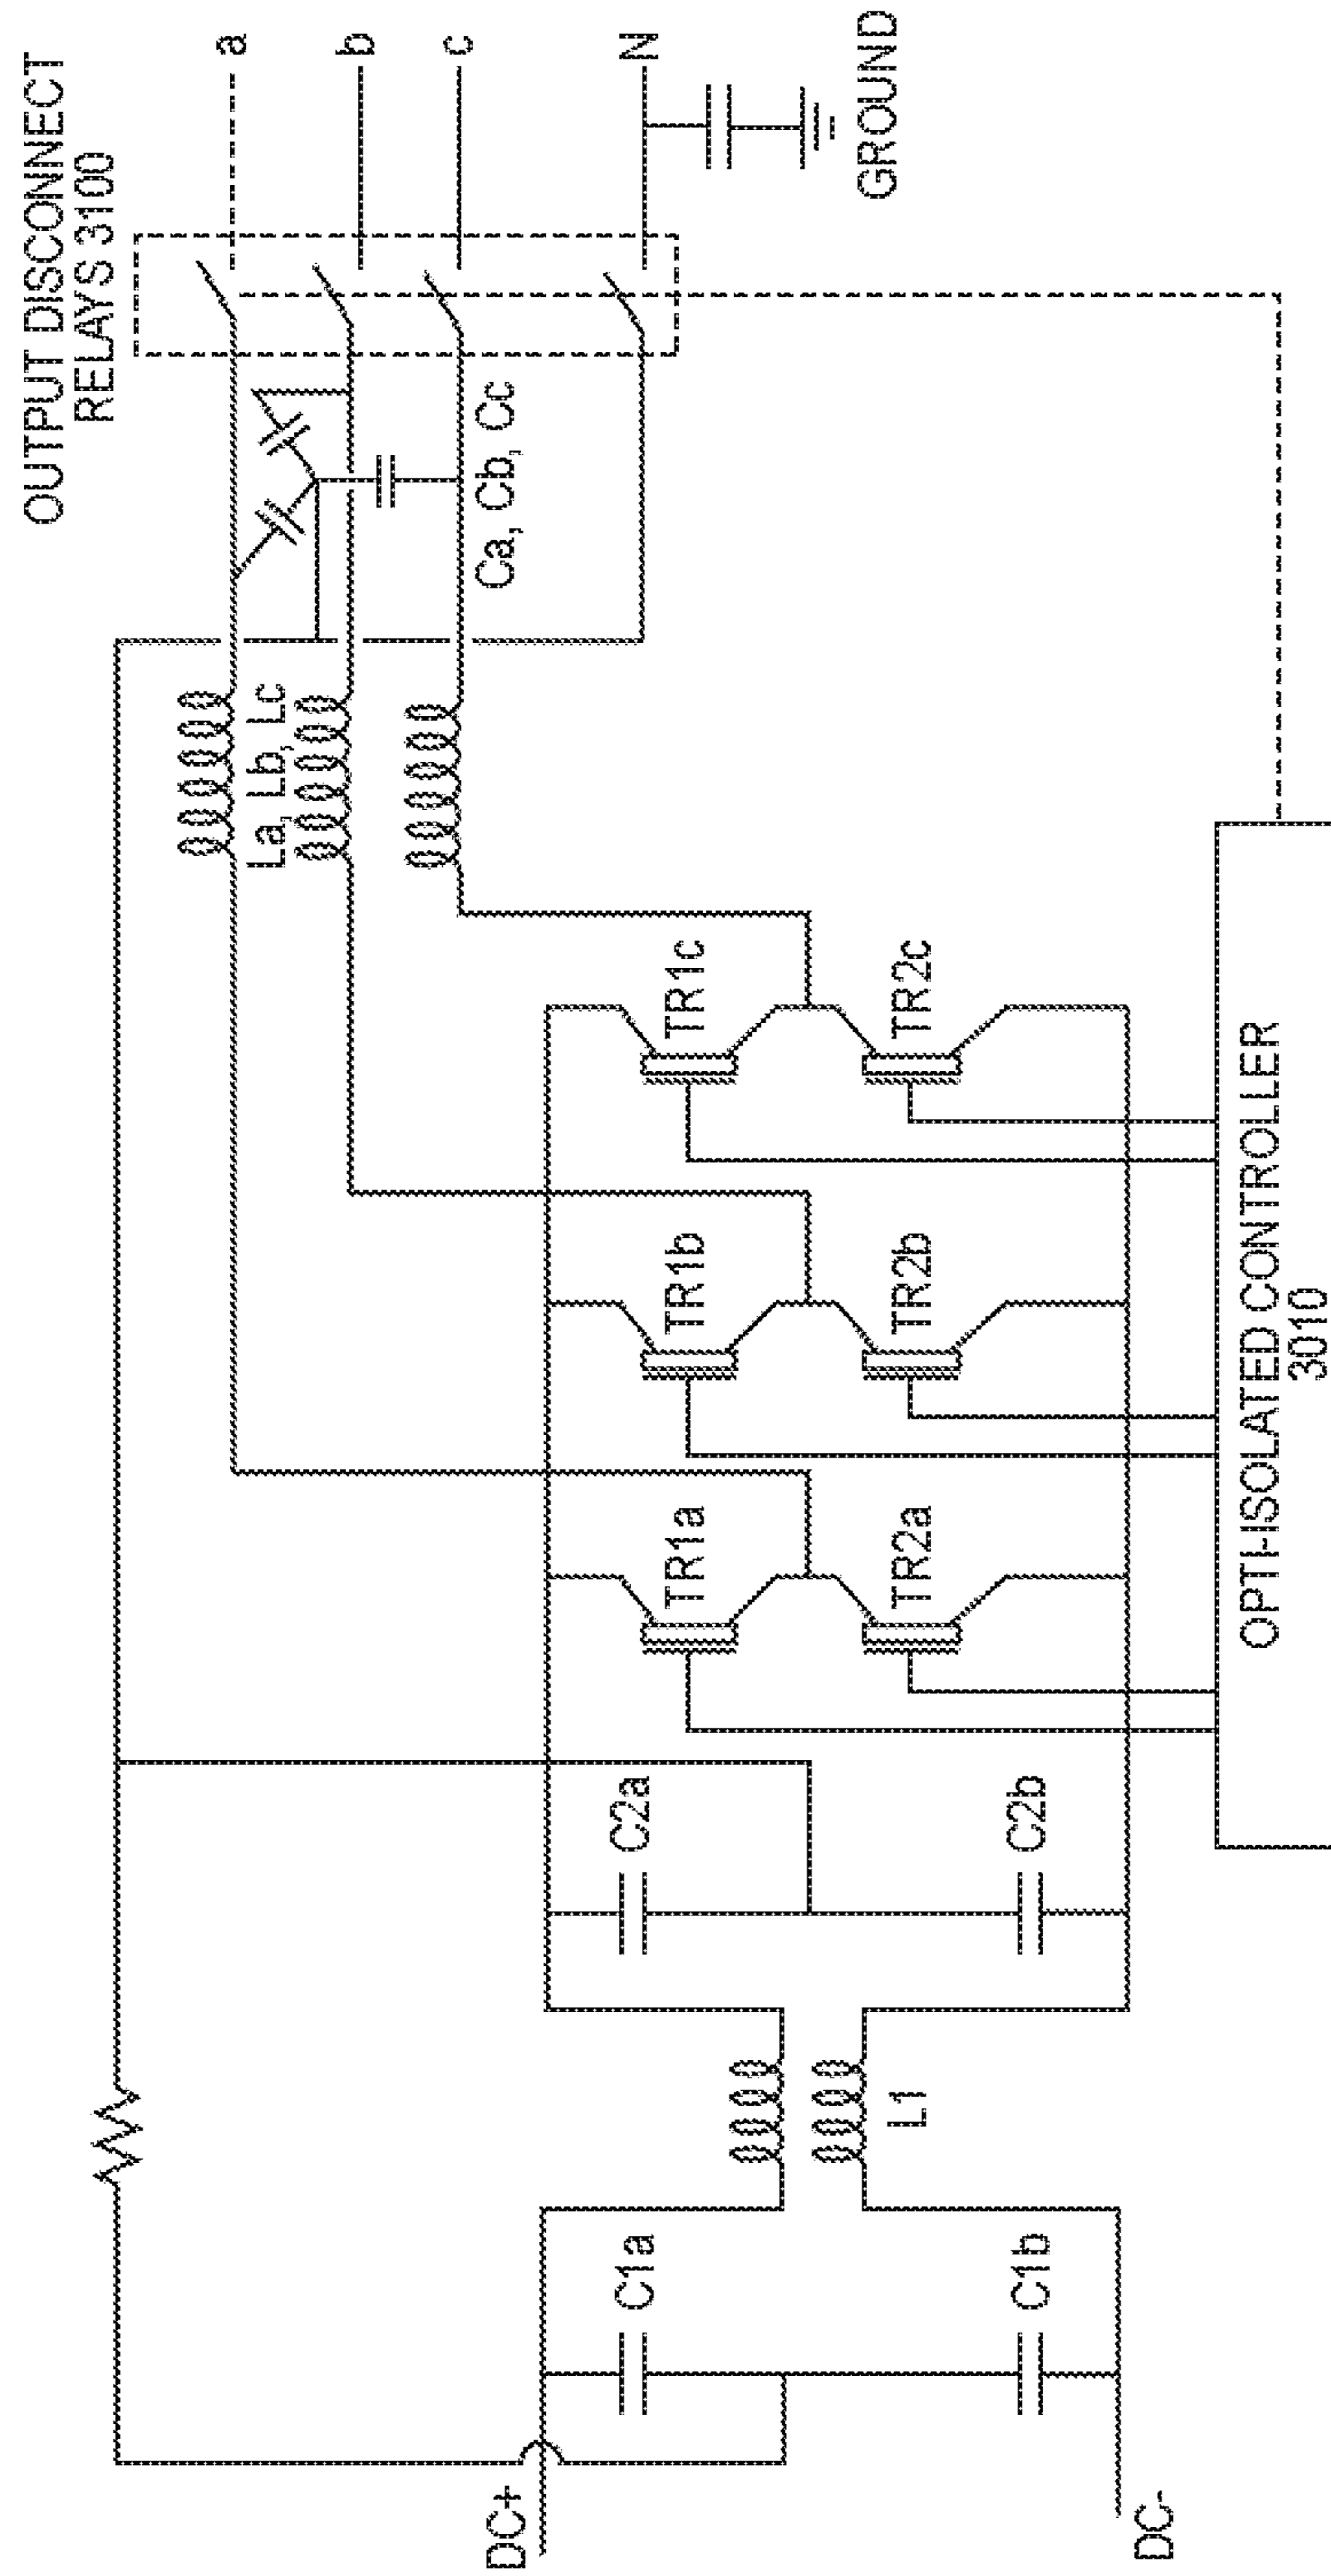 OUTPUT DISCONNECT
RELAYS 3100
a
b
c
N
GROUND
La, Lb, Lc
Ca, Cb, Cc
DC+
DC-
C1a
C1b
L1
C2a
C2b
TR1a
TR2a
TR1b
TR2b
TR1c
TR2c
OPTI-ISOLATED CONTROLLER
3010